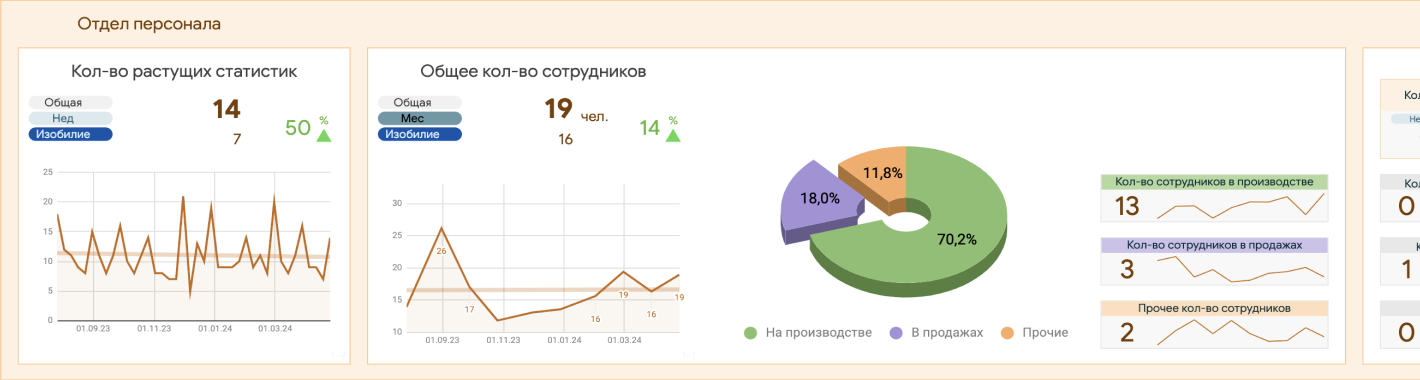 Отдел персонала
Кол-во растущих статистик
Общая
Нед
Изобилие
14
7
50 %
25
20
15
10
5
0
01.09.23 01.11.23 01.01.24 01.03.24
Общее кол-во сотрудников
Общая
Мес
Изобилие
19 чел.
16
14 %
30
25
20
15
10
26
17
16
19
16
19
01.09.23 01.11.23 01.01.24 01.03.24
11,8%
18,0%
70,2%
На производстве В продажах Прочие
Кол-во сотрудников в производстве
13
Кол-во сотрудников в продажах
3
Прочее кол-во сотрудников
2
Кол
Не
Кол
0
К
1
0